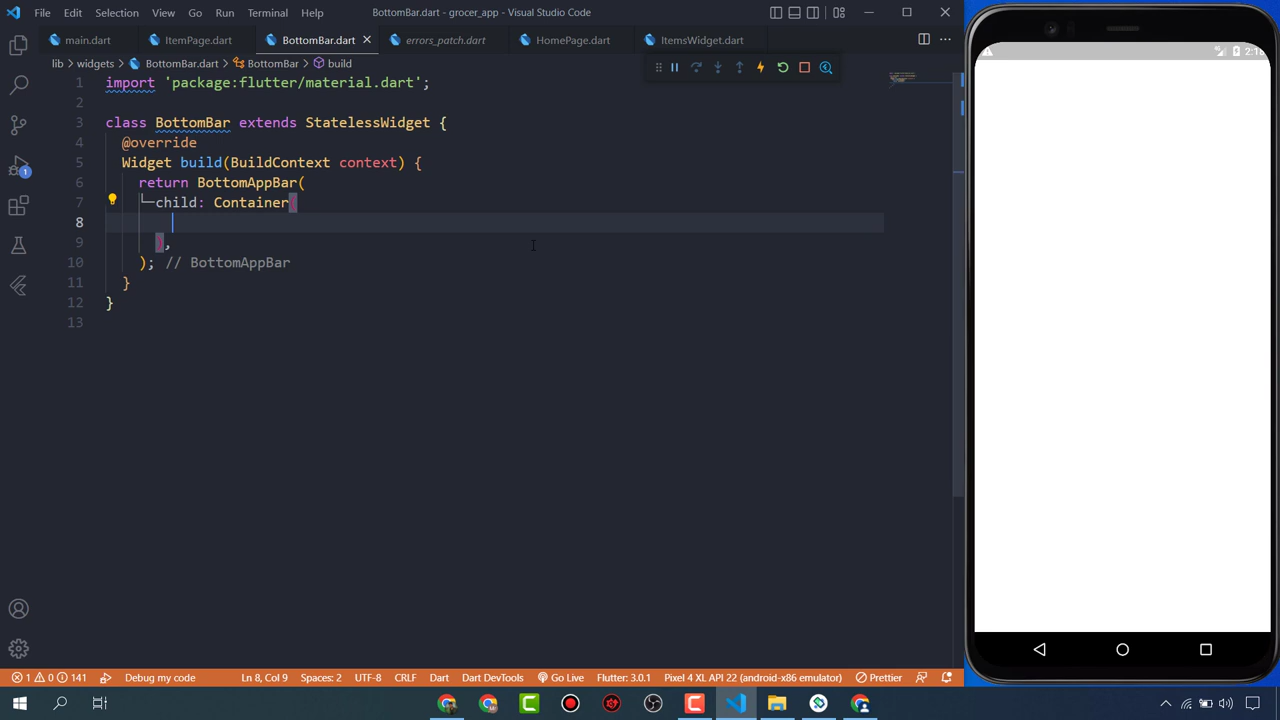 File Edit Selection View Go Run Terminal Help BottomBar.dart - grocer_app - Visual Studio Code
main.dart ItemPage.dart BottomBar.dart errors_patch.dart HomePage.dart ItemsWidget.dart
lib > widgets > BottomBar.dart > BottomBar > build
1 import 'package:flutter/material.dart';
2
3 class BottomBar extends StatelessWidget {
4 @override
5 Widget build(BuildContext context) {
6 return BottomAppBar(
7 child: Container(
8
9 ),
10 ); // BottomAppBar
11 }
12 }
13
1
1 0 141 Debug my code Ln 8, Col 9 Spaces: 2 UTF-8 CRLF Dart Dart DevTools Go Live Flutter: 3.0.1 Pixel 4 XL API 22 (android-x86 emulator) Prettier